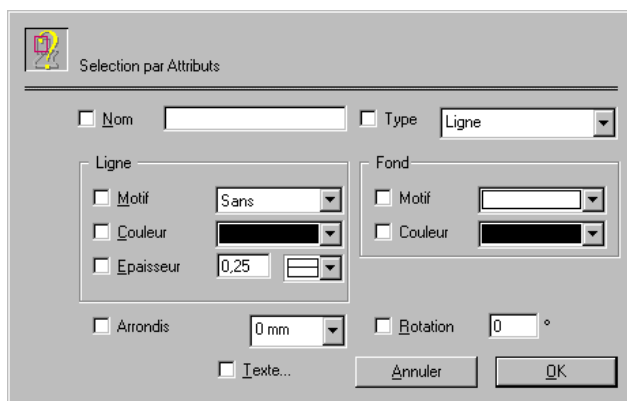 Selection par Attributs
Nom
Type Ligne
Ligne
Motif Sans
Couleur
Epaisseur 0,25
Fond
Motif
Couleur
Arrondis 0 mm
Rotation 0 °
Texte...
Annuler OK